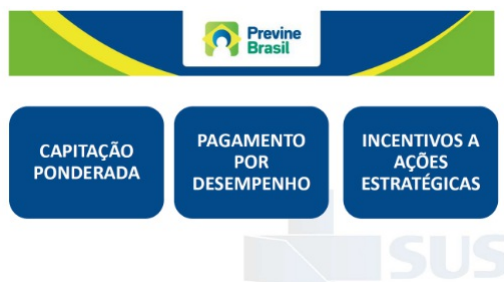 Previne
Brasil
CAPITAÇÃO
PONDERADA
PAGAMENTO
POR
DESEMPENHO
INCENTIVOS A
AÇÕES
ESTRATÉGICAS
SUS